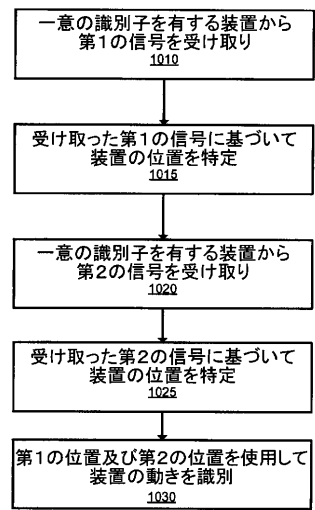 一意の識別子を有する装置から
第1の信号を受け取り
1010
受け取った第1の信号に基づいて
装置の位置を特定
1015
一意の識別子を有する装置から
第2の信号を受け取り
1020
受け取った第2の信号に基づいて
装置の位置を特定
1025
第1の位置及び第2の位置を使用して
装置の動きを識別
1030